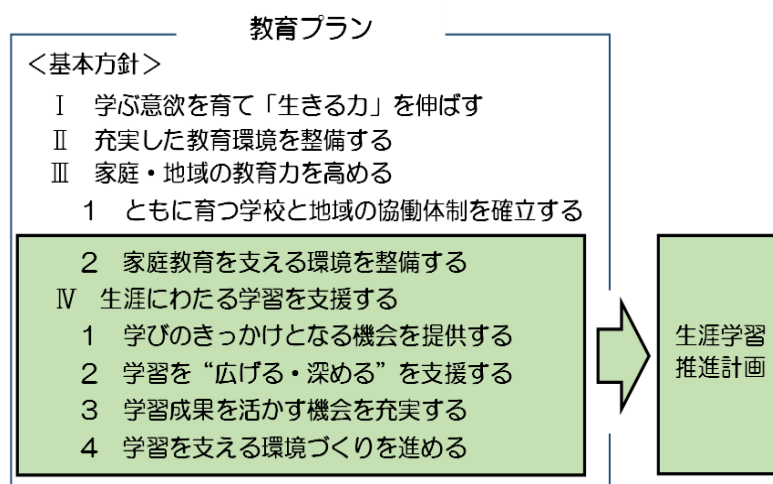 教育プラン
＜基本方針＞
Ⅰ　学ぶ意欲を育て「生きる力」を伸ばす
Ⅱ　充実した教育環境を整備する
Ⅲ　家庭・地域の教育力を高める
１　ともに育つ学校と地域の協働体制を確立する
２　家庭教育を支える環境を整備する
Ⅳ　生涯にわたる学習を支援する
１　学びのきっかけとなる機会を提供する
２　学習を“広げる・深める”を支援する
３　学習成果を活かす機会を充実する
４　学習を支える環境づくりを進める
生涯学習
推進計画